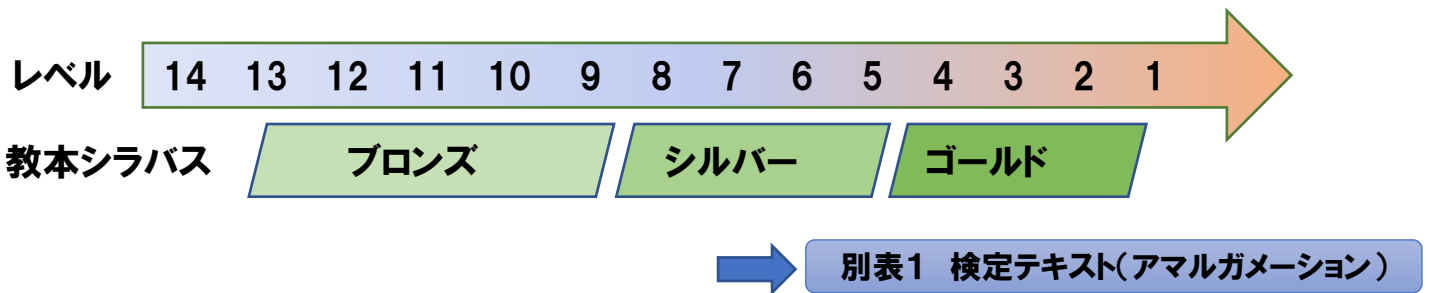 レベル 14 13 12 11 10 9 8 7 6 5 4 3 2 1
教本シラバス ブロンズ シルバー ゴールド
別表1 検定テキスト(アマルガメーション)